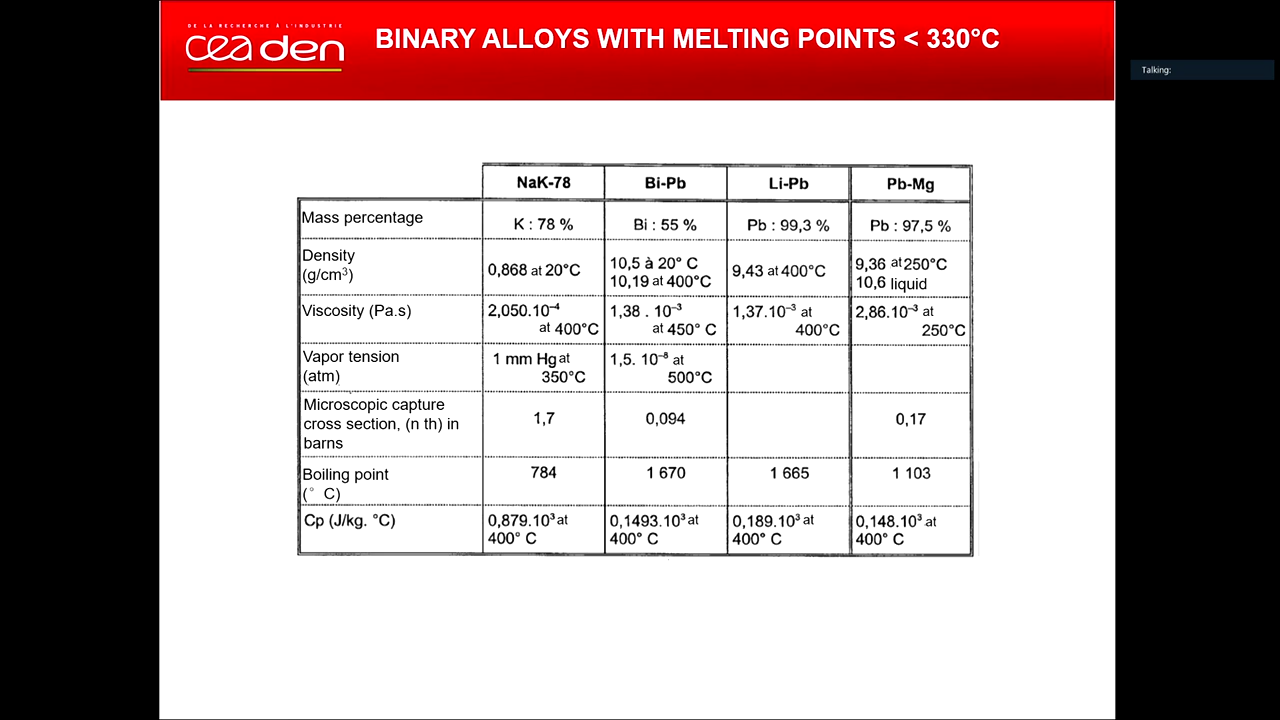 DE LA RECHERCHE À L'INDUSTRIE
cea den
BINARY ALLOYS WITH MELTING POINTS < 330°C
Talking:
NaK-78 Bi-Pb Li-Pb Pb-Mg
Mass percentage K : 78 % Bi : 55 % Pb : 99,3 % Pb : 97,5 %
Density
(g/cm³)
0,868 at 20°C
10,5 à 20° C
10,19 at 400°C
9,43 at 400°C
9,36 at 250°C
10,6 liquid
Viscosity (Pa.s)
2,050.10⁻⁴
at 400°C
1,38 . 10⁻³
at 450° C
1,37.10⁻³ at
400°C
2,86.10⁻³ at
250°C
Vapor tension
(atm)
1 mm Hg at
350°C
1,5. 10⁻⁸ at
500°C
Microscopic capture
cross section, (n th) in
barns
1,7 0,094 0,17
Boiling point
(° C)
784 1 670 1 665 1 103
Cp (J/kg. °C)
0,879.10³ at
400° C
0,1493.10³ at
400° C
0,189.10³ at
400° C
0,148.10³ at
400° C